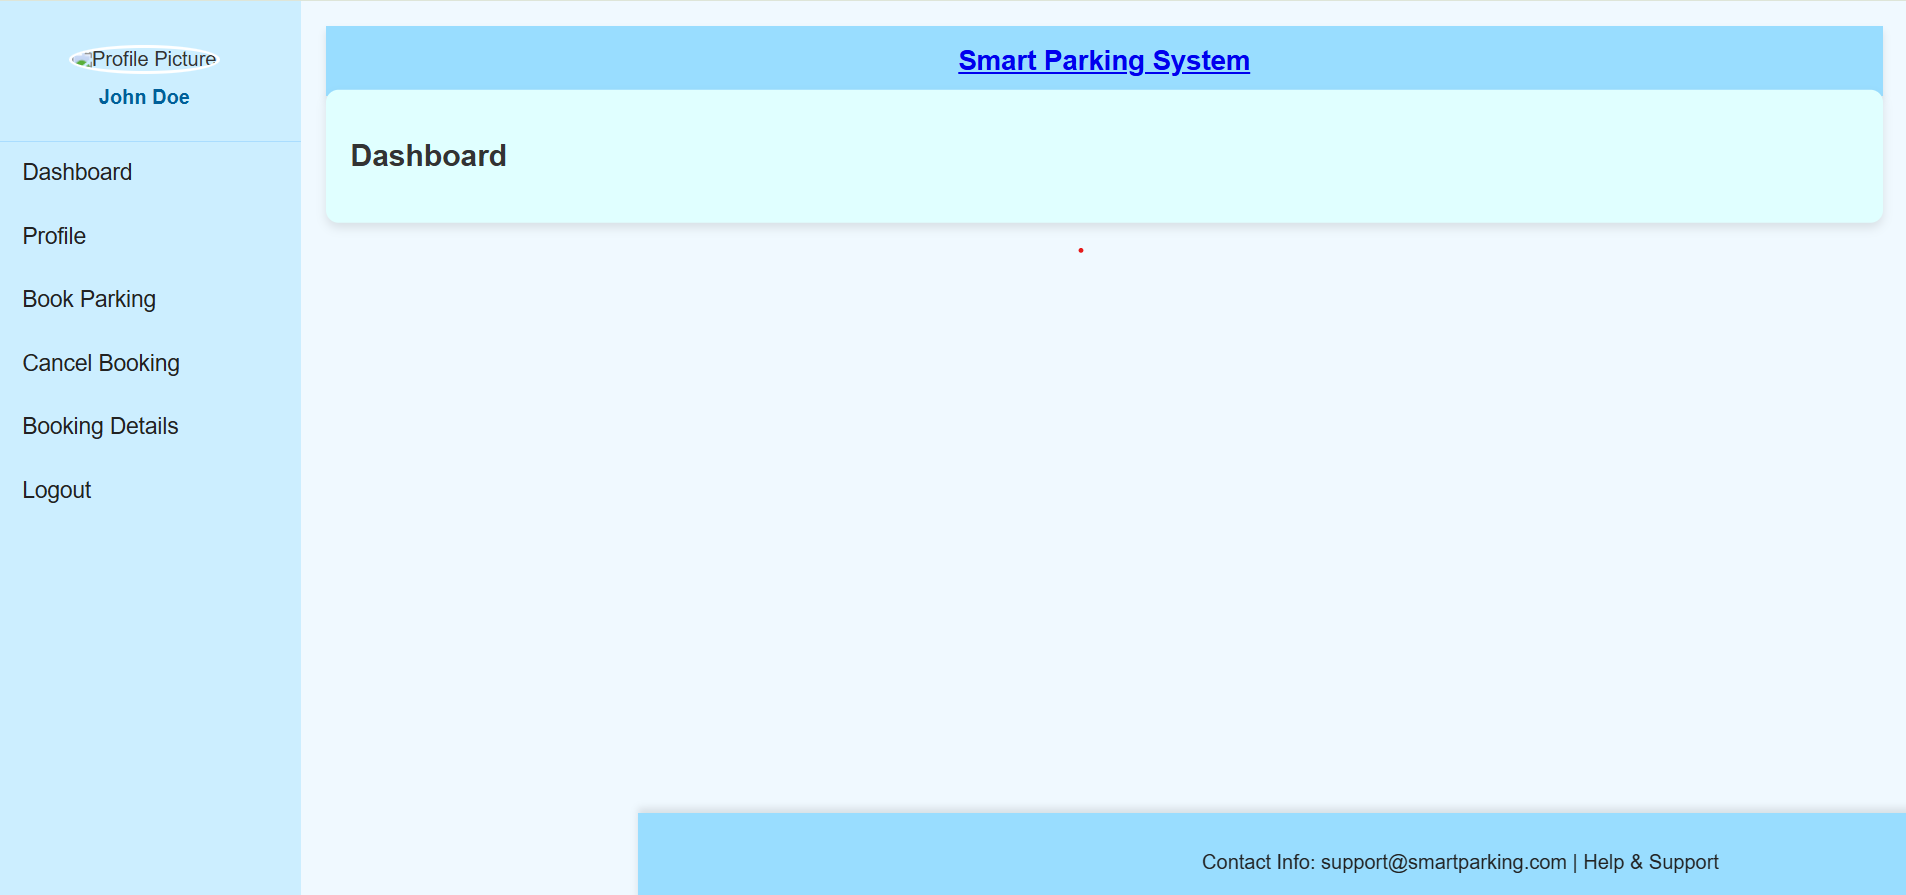 Profile Picture
John Doe
Dashboard
Profile
Book Parking
Cancel Booking
Booking Details
Logout
Smart Parking System
Dashboard
Contact Info: support@smartparking.com | Help & Support